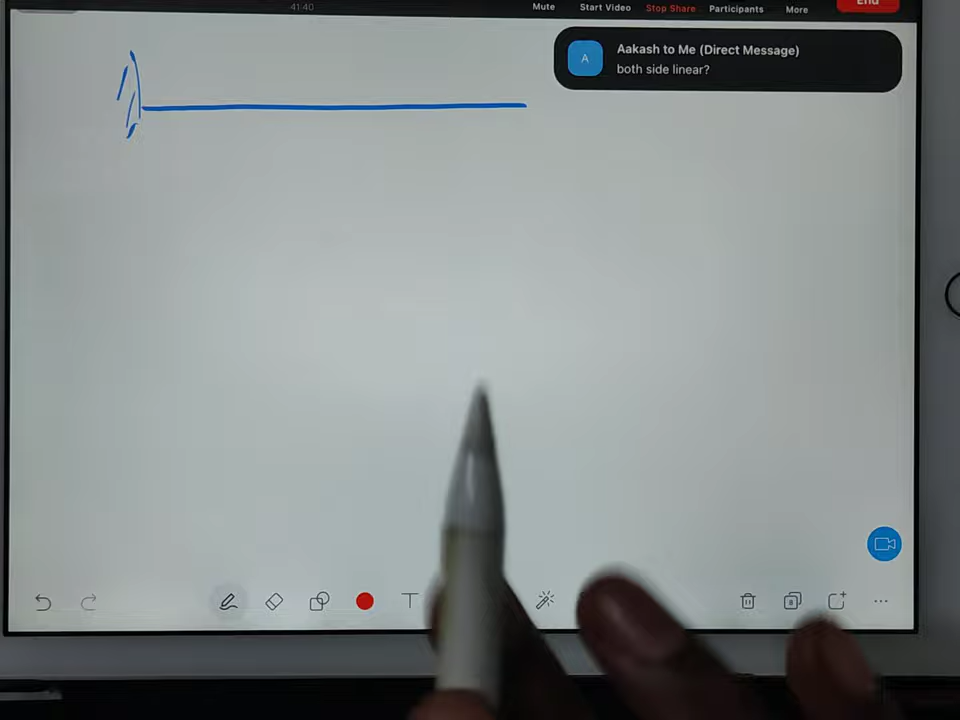 41:40
Mute Start Video Stop Share Participants More End
Aakash to Me (Direct Message)
A
both side linear?
T